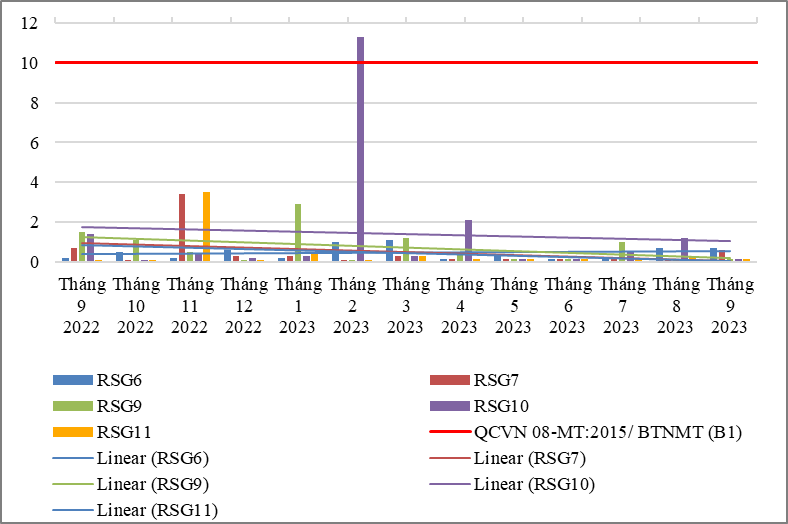 12
10
8
6
4
2
0
Tháng Tháng Tháng Tháng Tháng Tháng Tháng Tháng Tháng Tháng Tháng Tháng Tháng
9 10 11 12 1 2 3 4 5 6 7 8 9
2022 2022 2022 2022 2023 2023 2023 2023 2023 2023 2023 2023 2023
RSG6 RSG7
RSG9 RSG10
RSG11 QCVN 08-MT:2015/ BTNMT (B1)
Linear (RSG6) Linear (RSG7)
Linear (RSG9) Linear (RSG10)
Linear (RSG11)